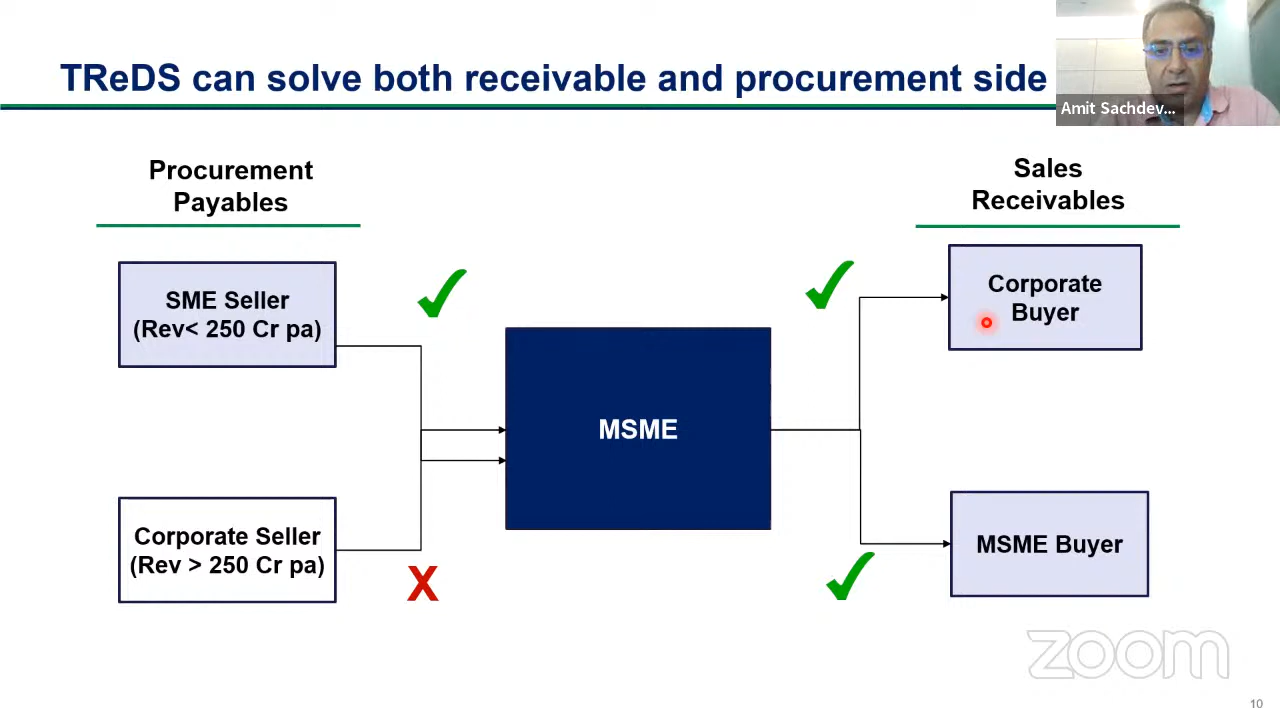 TReDS can solve both receivable and procurement side
Amit Sachdev...
Procurement
Payables
Sales
Receivables
SME Seller
(Rev< 250 Cr pa)
Corporate
Buyer
MSME
Corporate Seller
(Rev > 250 Cr pa)
X
MSME Buyer
zoom
10